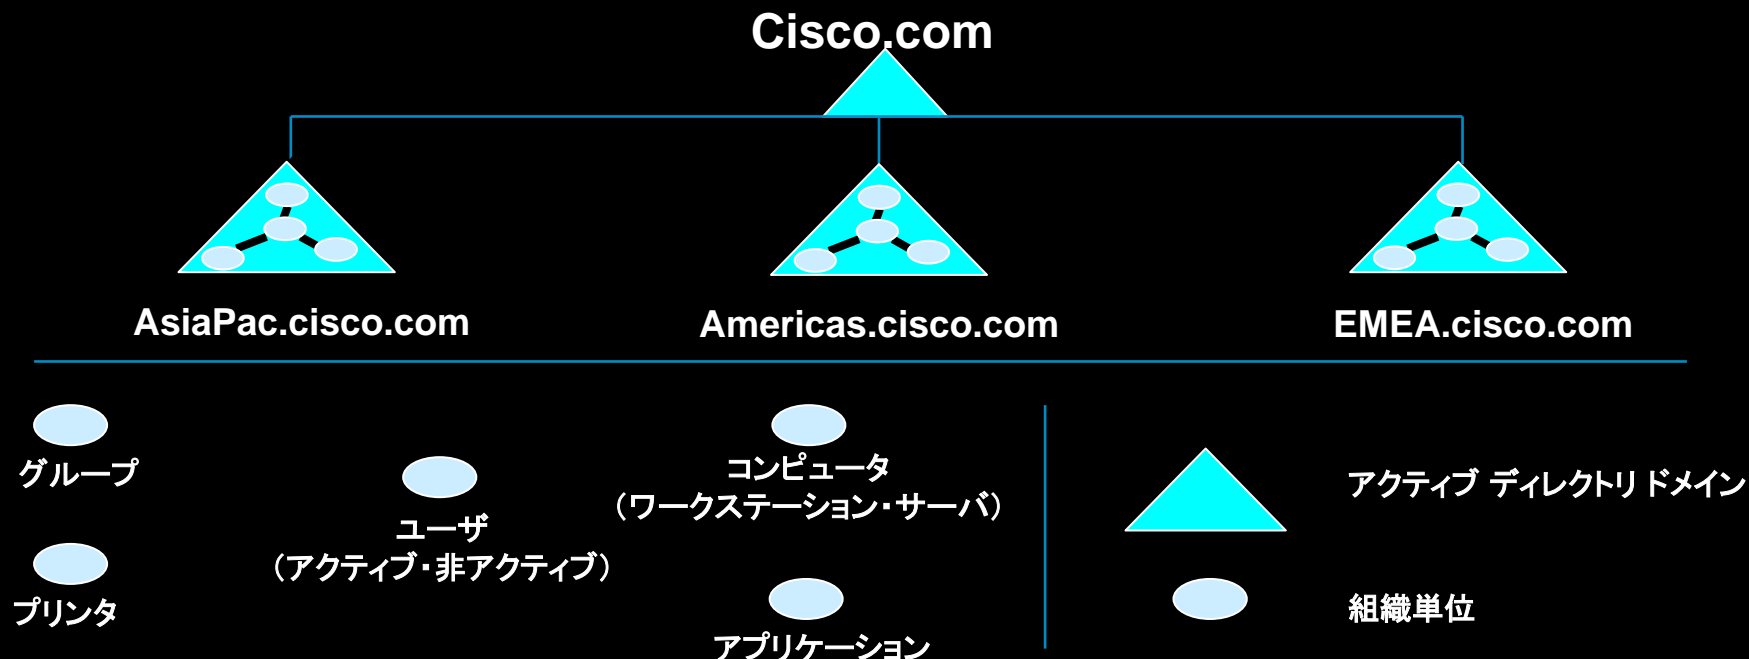 Cisco.com
AsiaPac.cisco.com
Americas.cisco.com
EMEA.cisco.com
グループ
プリンタ
ユーザ
（アクティブ・非アクティブ）
コンピュータ
（ワークステーション・サーバ）
アプリケーション
アクティブ ディレクトリ ドメイン
組織単位